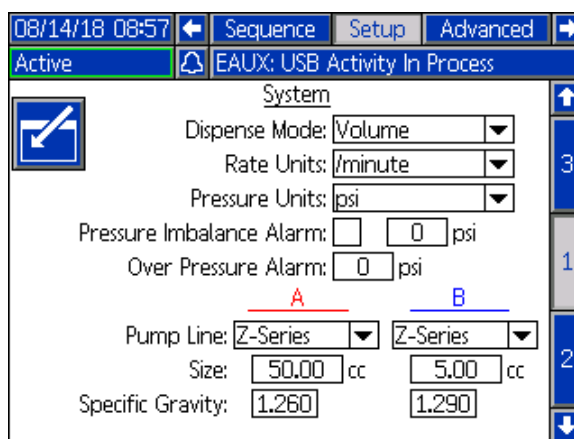 08/14/18 08:57 Sequence Setup Advanced
Active EAUX: USB Activity In Process
System
Dispense Mode: Volume
Rate Units: /minute
3
Pressure Units: psi
Pressure Imbalance Alarm: 0 psi
Over Pressure Alarm: 0 psi
1
A B
Pump Line: Z-Series Z-Series
Size: 50.00 cc 5.00 cc
2
Specific Gravity: 1.260 1.290